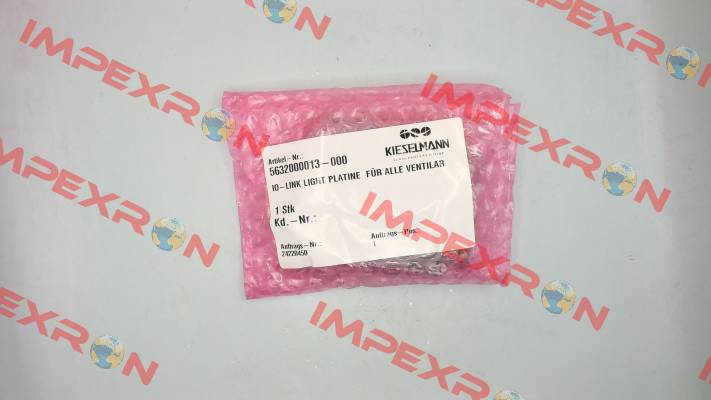 Artikel-Nr.:
5632000013-000
KIESELMANN
IO-LINK LIGHT PLATINE FÜR ALLE VENTILAR
1 Stk
Kd.-Nr.:
Auftrags-Nr.: Auftrags-Pos:
24220450 1
IMPEXRON
IMPEXRON
IMPEXRON
IMPEXRON
IMPEXRON
IMPEXRON
IMPEXRON